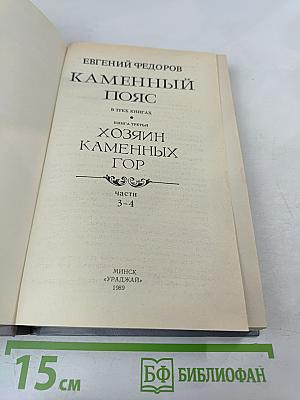 ЕВГЕНИЙ ФЕДОРОВ
КАМЕННЫЙ
ПОЯС
В ТРЕХ КНИГАХ
КНИГА ТРЕТЬЯ
ХОЗЯИН
КАМЕННЫХ
ГОР
части
3–4
МИНСК
«УРАДЖАЙ»
1989
15 см
БФ БИБЛИОФАН